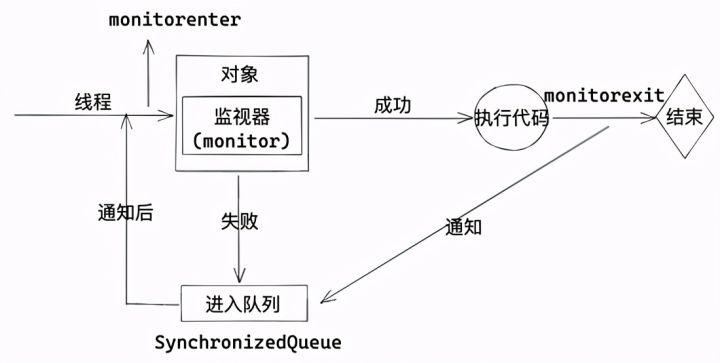 monitorenter
对象
线程
监视器
(monitor)
成功
执行代码
monitorexit
结束
通知后
失败
通知
进入队列
SynchronizedQueue